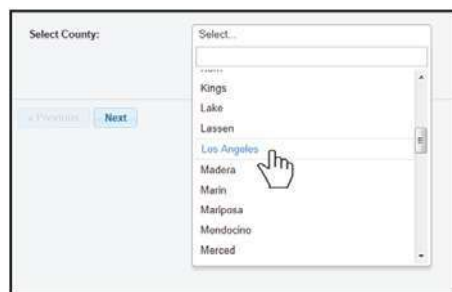 Select County:
Select...
Kings
Lake
Lassen
Los Angeles
Madera
Marin
Mariposa
Mendocino
Merced
« Previous
Next